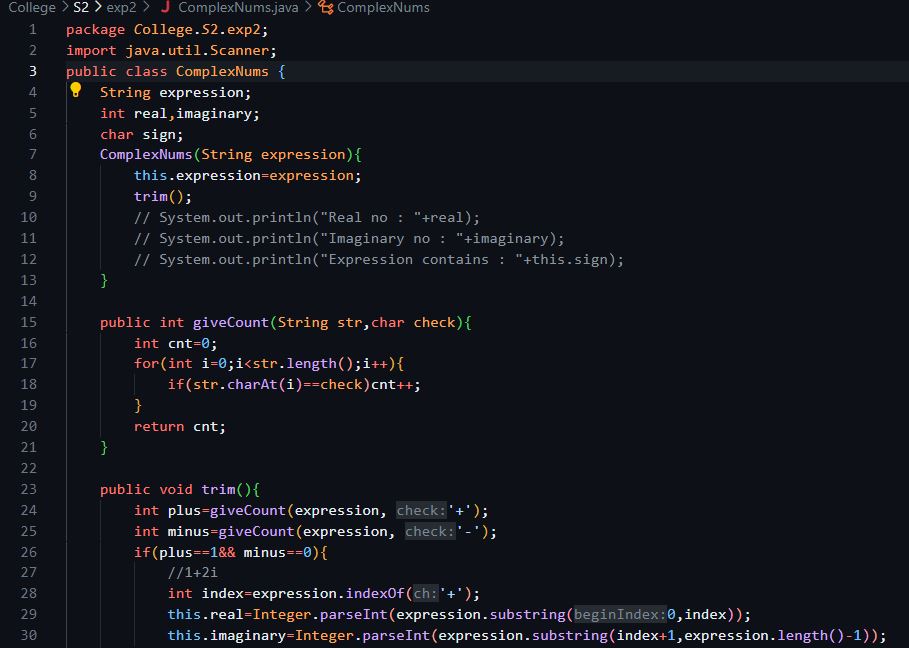 College > S2 > exp2 > J ComplexNums.java > ComplexNums
1 package College.S2.exp2;
2 import java.util.Scanner;
3 public class ComplexNums {
4 String expression;
5 int real,imaginary;
6 char sign;
7 ComplexNums(String expression){
8 this.expression=expression;
9 trim();
10 // System.out.println("Real no : "+real);
11 // System.out.println("Imaginary no : "+imaginary);
12 // System.out.println("Expression contains : "+this.sign);
13 }
14
15 public int giveCount(String str,char check){
16 int cnt=0;
17 for(int i=0;i<str.length();i++){
18 if(str.charAt(i)==check)cnt++;
19 }
20 return cnt;
21 }
22
23 public void trim(){
24 int plus=giveCount(expression, check:'+');
25 int minus=giveCount(expression, check:'-');
26 if(plus==1&& minus==0){
27 //1+2i
28 int index=expression.indexOf(ch:'+');
29 this.real=Integer.parseInt(expression.substring(beginIndex:0,index));
30 this.imaginary=Integer.parseInt(expression.substring(index+1,expression.length()-1));